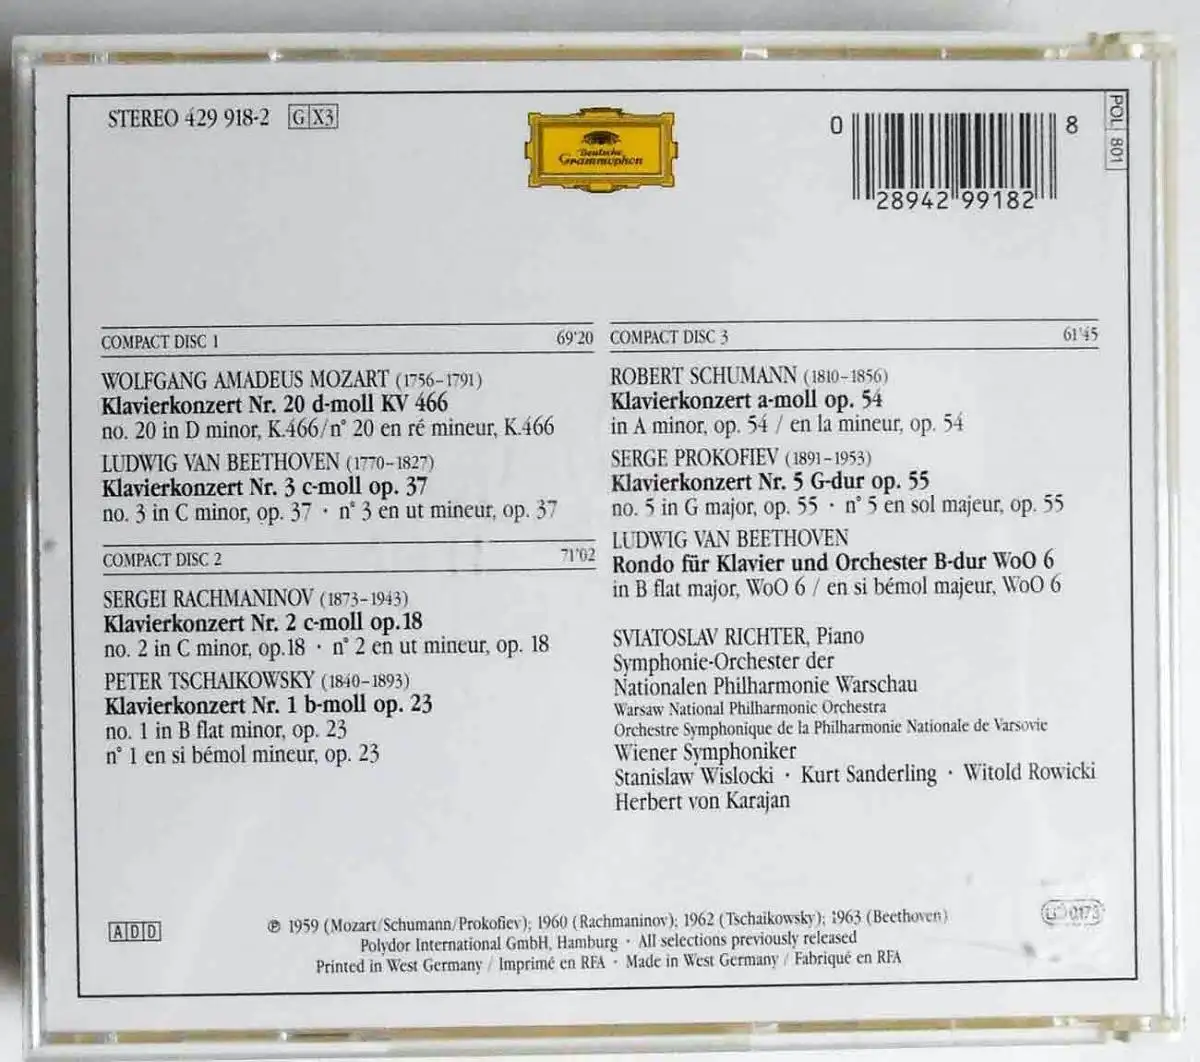 STEREO 429 918-2 G X3
Deutsche
Grammophon
0 28942 99182 8
POL 801
COMPACT DISC 1 69'20
WOLFGANG AMADEUS MOZART (1756–1791)
Klavierkonzert Nr. 20 d-moll KV 466
no. 20 in D minor, K.466/n° 20 en ré mineur, K.466
LUDWIG VAN BEETHOVEN (1770–1827)
Klavierkonzert Nr. 3 c-moll op. 37
no. 3 in C minor, op. 37 · n° 3 en ut mineur, op. 37
COMPACT DISC 2 71'02
SERGEI RACHMANINOV (1873–1943)
Klavierkonzert Nr. 2 c-moll op.18
no. 2 in C minor, op.18 · n° 2 en ut mineur, op. 18
PETER TSCHAIKOWSKY (1840–1893)
Klavierkonzert Nr. 1 b-moll op. 23
no. 1 in B flat minor, op. 23
n° 1 en si bémol mineur, op. 23
COMPACT DISC 3 61'45
ROBERT SCHUMANN (1810–1856)
Klavierkonzert a-moll op. 54
in A minor, op. 54 / en la mineur, op. 54
SERGE PROKOFIEV (1891–1953)
Klavierkonzert Nr. 5 G-dur op. 55
no. 5 in G major, op. 55 · n° 5 en sol majeur, op. 55
LUDWIG VAN BEETHOVEN
Rondo für Klavier und Orchester B-dur WoO 6
in B flat major, WoO 6 / en si bémol majeur, WoO 6
SVIATOSLAV RICHTER, Piano
Symphonie-Orchester der
Nationalen Philharmonie Warschau
Warsaw National Philharmonic Orchestra
Orchestre Symphonique de la Philharmonie Nationale de Varsovie
Wiener Symphoniker
Stanislaw Wislocki · Kurt Sanderling · Witold Rowicki
Herbert von Karajan
ADD
℗ 1959 (Mozart/Schumann/Prokofiev); 1960 (Rachmaninov); 1962 (Tschaikowsky); 1963 (Beethoven)
Polydor International GmbH, Hamburg · All selections previously released
Printed in West Germany / Imprimé en RFA · Made in West Germany / Fabriqué en RFA
LC 0173